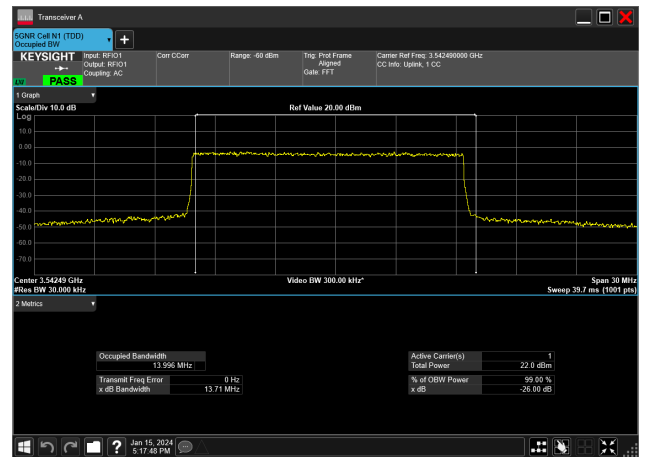 Transceiver A
5GNR Cell N1 (TDD)
Occupied BW
KEYSIGHT
LXI
PASS
Input: RFIO1
Output: RFIO1
Coupling: AC
Corr CCorr
Range: -60 dBm
Trig: Prot Frame
Aligned
Gate: FFT
Carrier Ref Freq: 3.542490000 GHz
CC Info: Uplink, 1 CC
1 Graph
Scale/Div 10.0 dB
Ref Value 20.00 dBm
Log
10.0
0.00
-10.0
-20.0
-30.0
-40.0
-50.0
-60.0
-70.0
Center 3.54249 GHz
#Res BW 30.000 kHz
Video BW 300.00 kHz*
Span 30 MHz
Sweep 39.7 ms (1001 pts)
2 Metrics
Occupied Bandwidth
13.996 MHz
Transmit Freq Error 0 Hz
x dB Bandwidth 13.71 MHz
Active Carrier(s) 1
Total Power 22.0 dBm
% of OBW Power 99.00 %
x dB -26.00 dB
Jan 15, 2024
5:17:48 PM